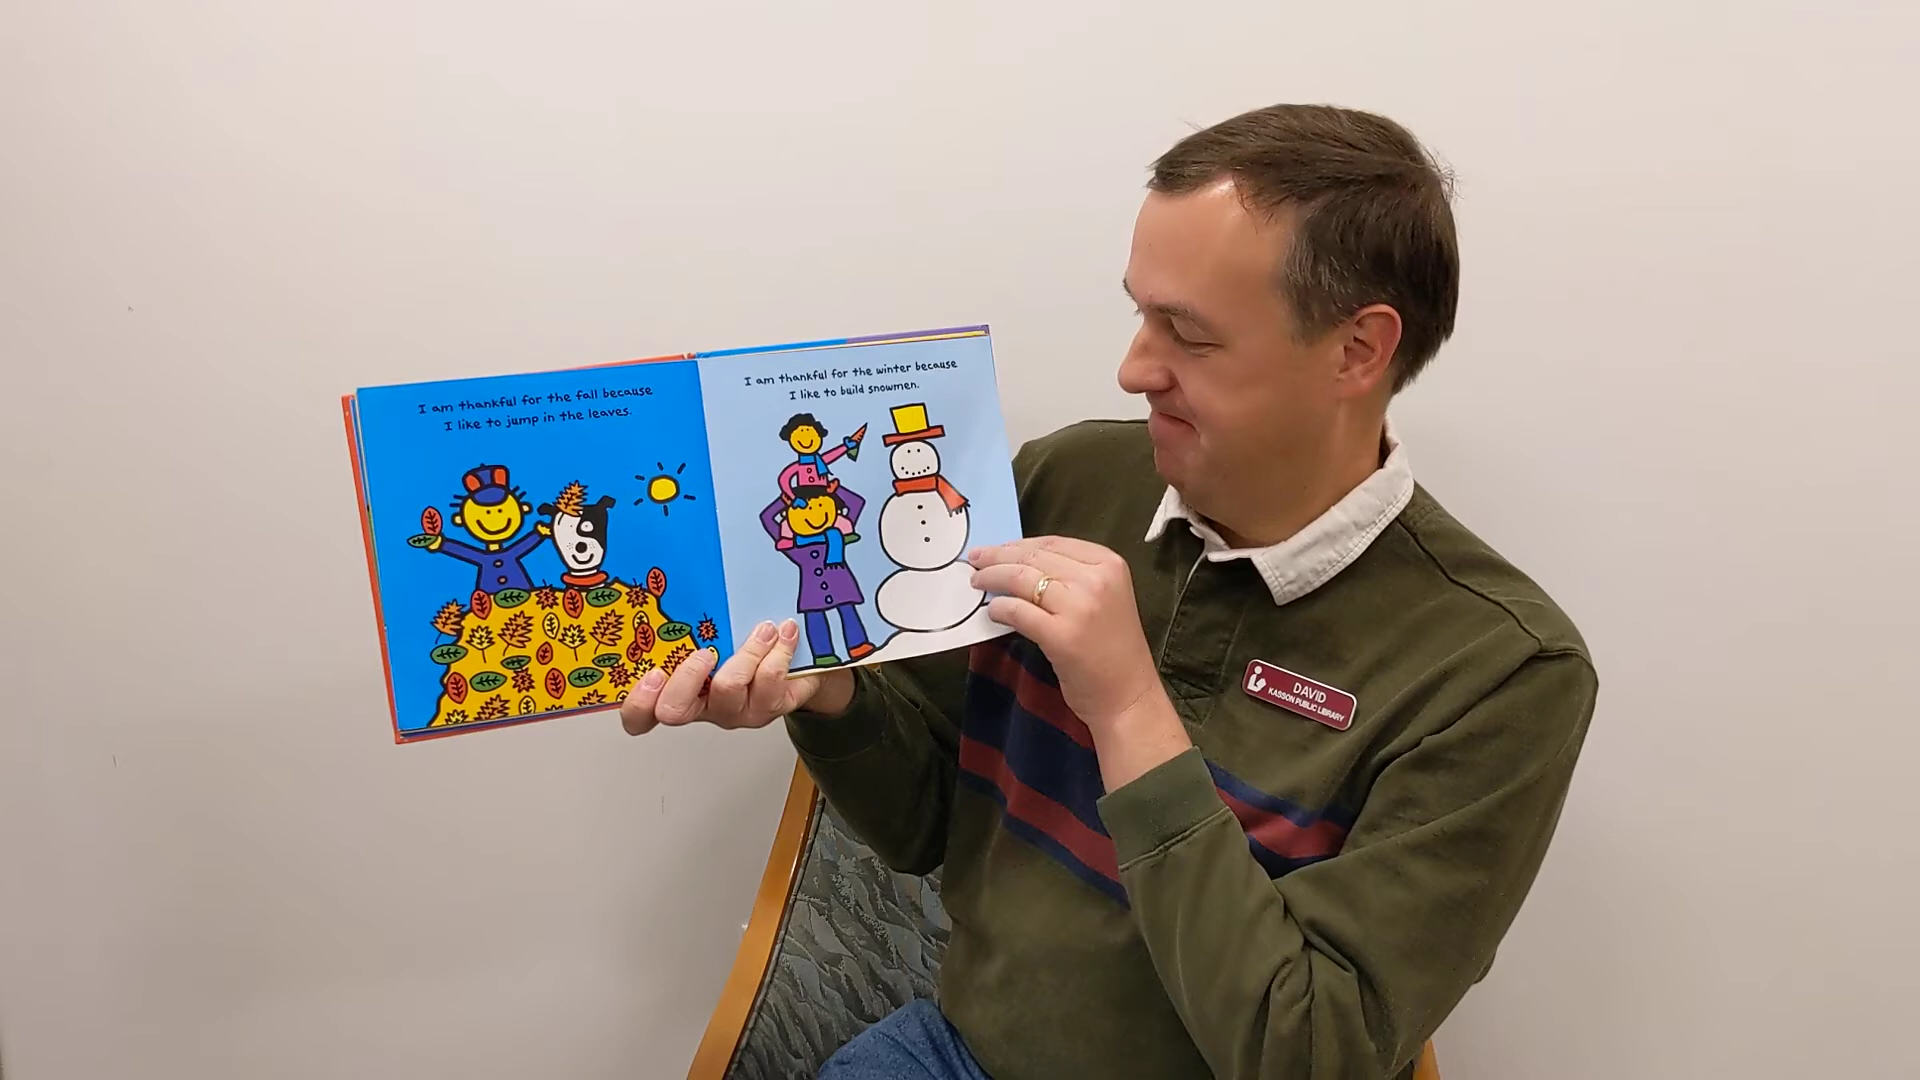 I am thankful for the fall because
I like to jump in the leaves.
I am thankful for the winter because
I like to build snowmen.
DAVID
KASSON PUBLIC LIBRARY